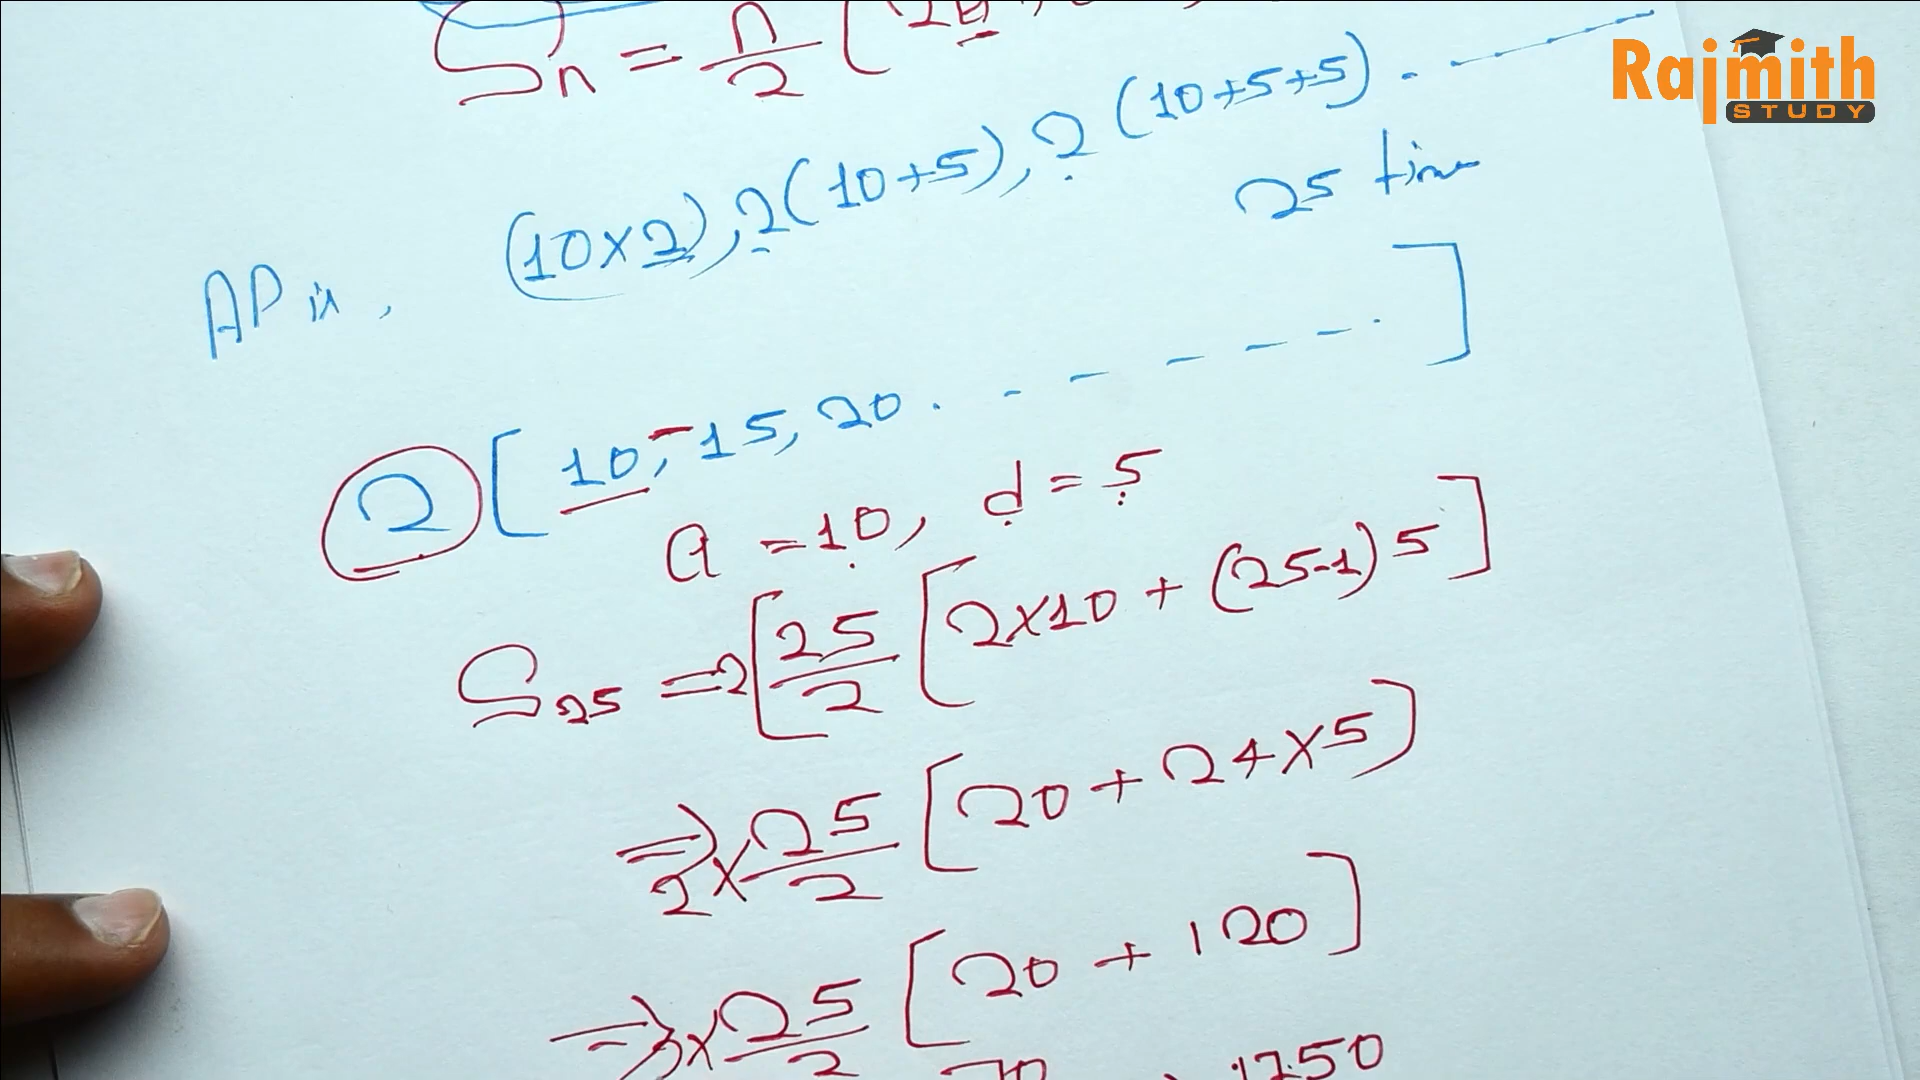 Sn = n/2 (2a
Rajmith
STUDY
(10×2), 2(10+5), 2(10+5+5) . ------
25 time
AP is,
2[10, 15, 20 . - - - - - - .]
a = 10, d = 5
S25 = 2[25/2 [2×10 + (25-1)5]
⇒ 2 × 25/2 [20 + 24×5]
⇒ 2 × 25/2 [20 + 120]
1750